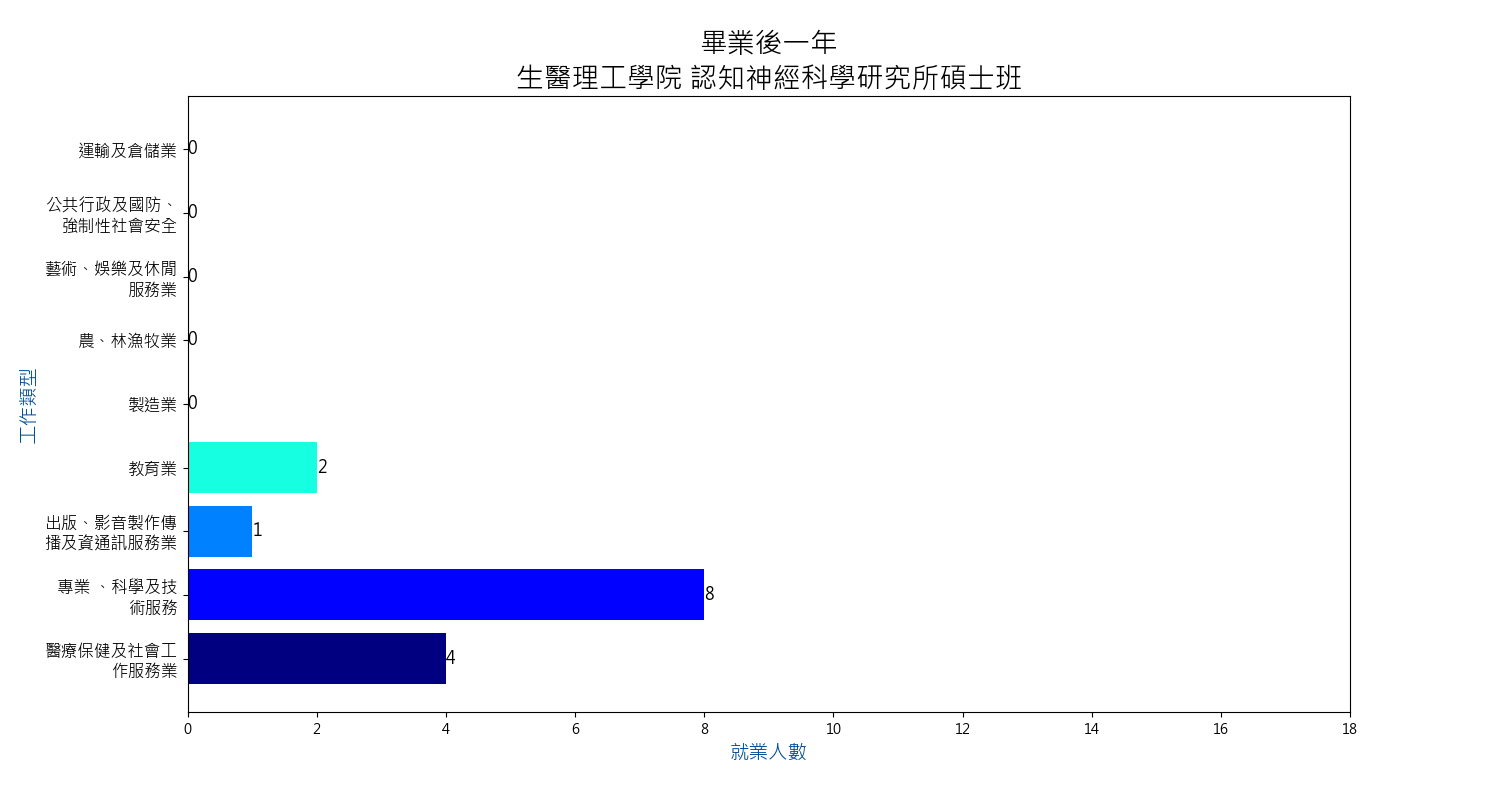 畢業後一年
生醫理工學院 認知神經科學研究所碩士班
運輸及倉儲業
0
公共行政及國防、
強制性社會安全
0
藝術、娛樂及休閒
服務業
0
農、林漁牧業
0
製造業
0
教育業
2
出版、影音製作傳
播及資通訊服務業
1
專業 、科學及技
術服務
8
醫療保健及社會工
作服務業
4
工作類型
0 2 4 6 8 10 12 14 16 18
就業人數